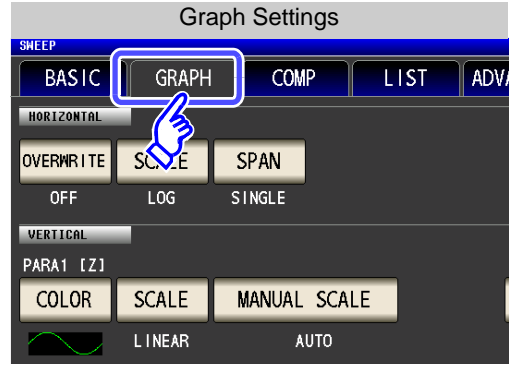 Graph Settings
SWEEP
BASIC GRAPH COMP LIST ADVA
HORIZONTAL
OVERWRITE SCALE SPAN
OFF LOG SINGLE
VERTICAL
PARA1 [Z]
COLOR SCALE MANUAL SCALE
LINEAR AUTO